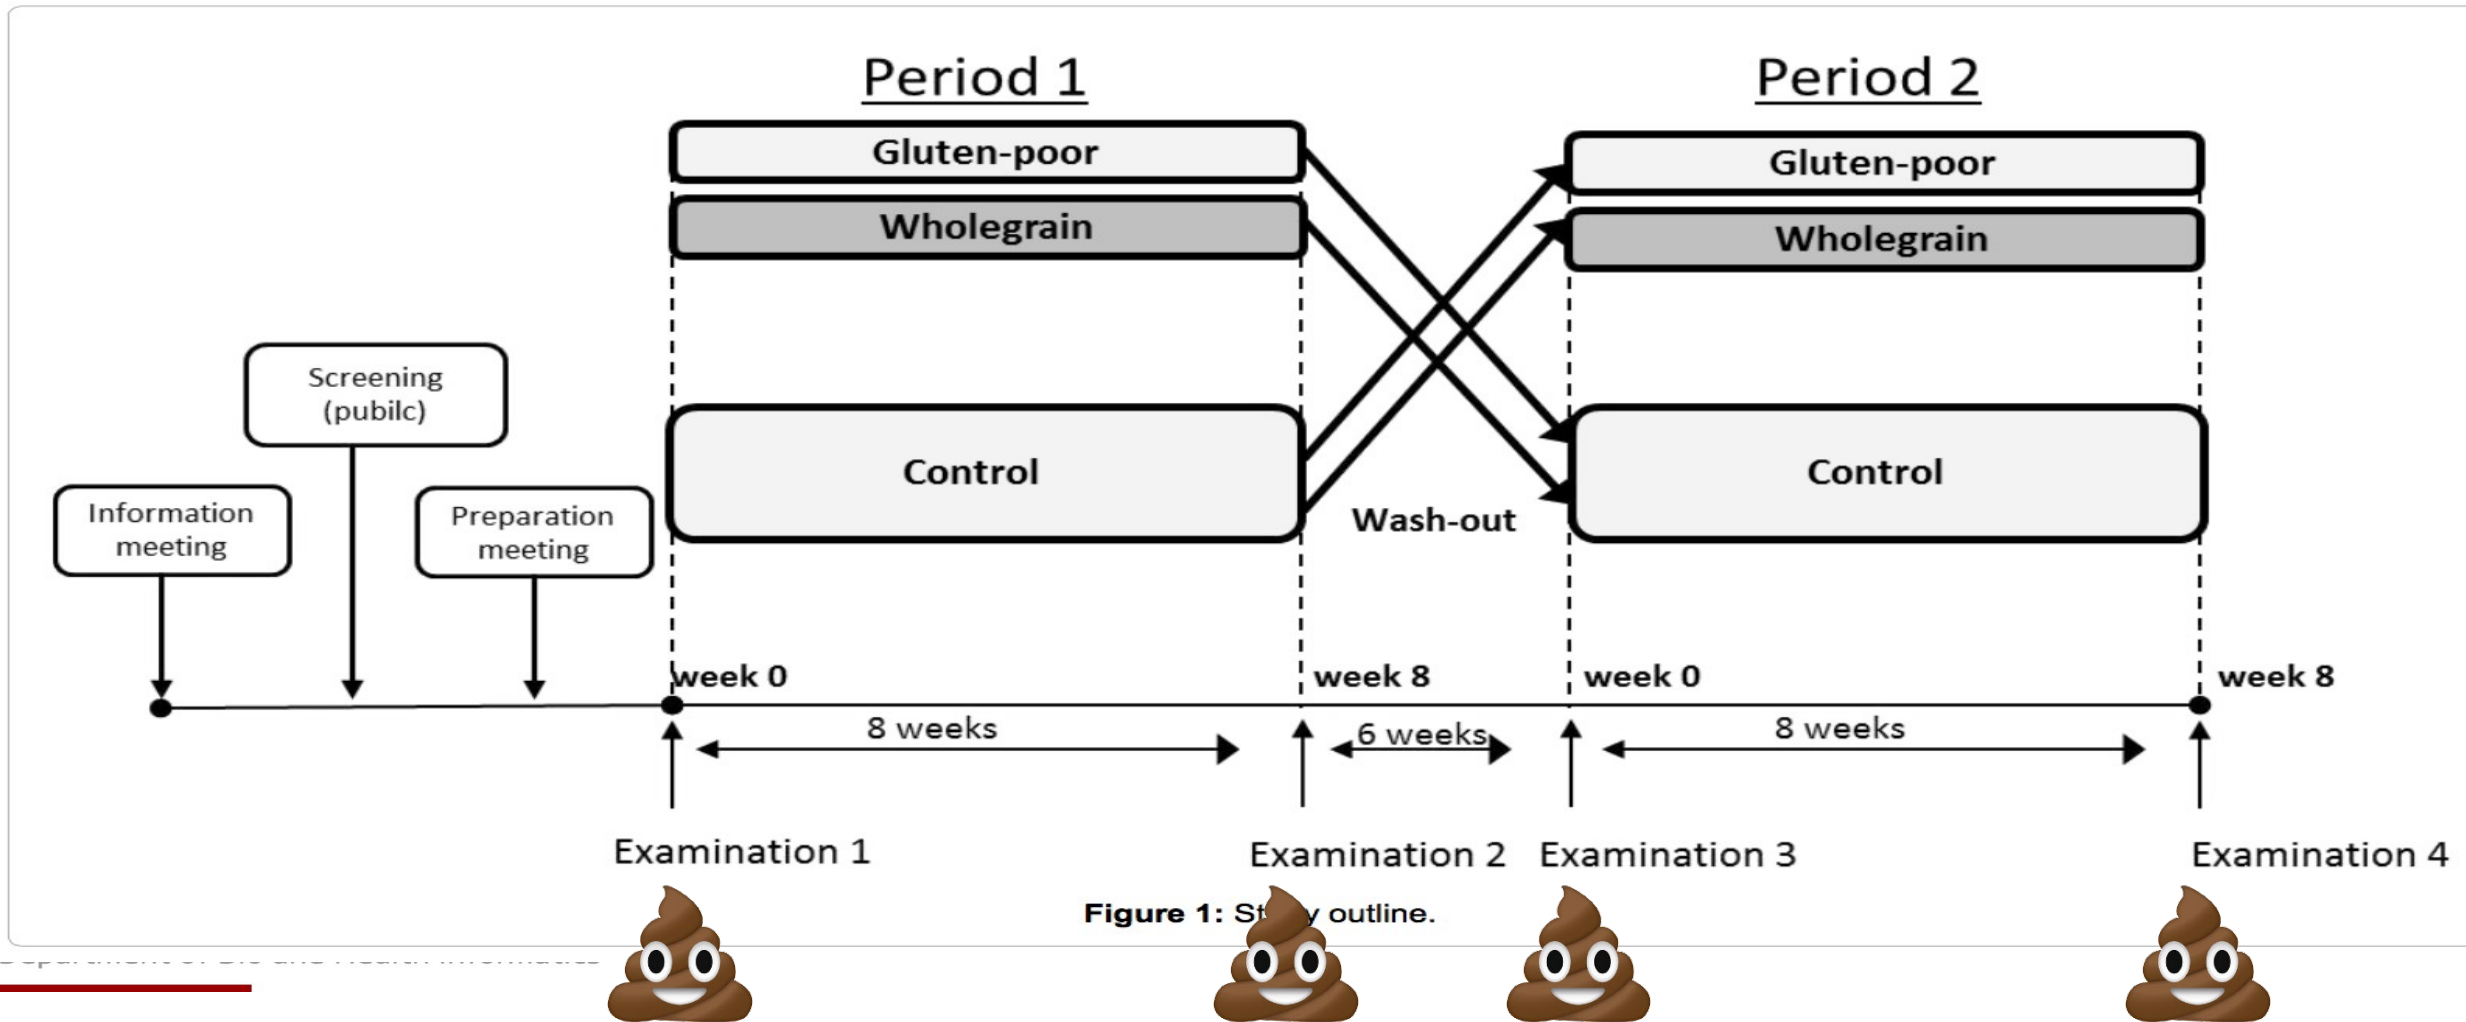 Period 1
Period 2
Gluten-poor
Gluten-poor
Wholegrain
Wholegrain
Screening
(pubilc)
Control
Control
Information
meeting
Preparation
meeting
Wash-out
week 0
week 8
week 0
week 8
8 weeks
6 weeks
8 weeks
Examination 1
Examination 2
Examination 3
Examination 4
Figure 1: outline.